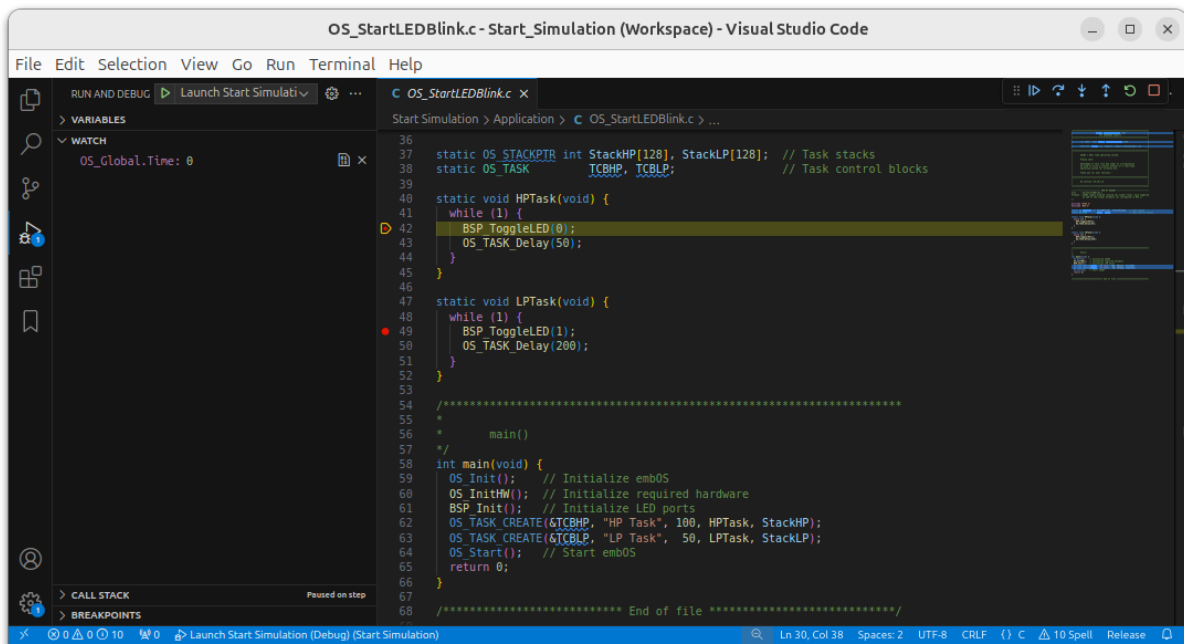 OS_StartLEDBlink.c - Start_Simulation (Workspace) - Visual Studio Code
File Edit Selection View Go Run Terminal Help
RUN AND DEBUG Launch Start Simulati
VARIABLES
WATCH
OS_Global.Time: 0
C OS_StartLEDBlink.c
Start Simulation > Application > C OS_StartLEDBlink.c > ...
36
37 static OS_STACKPTR int StackHP[128], StackLP[128]; // Task stacks
38 static OS_TASK TCBHP, TCBLP; // Task control blocks
39
40 static void HPTask(void) {
41 while (1) {
42 BSP_ToggleLED(0);
43 OS_TASK_Delay(50);
44 }
45 }
46
47 static void LPTask(void) {
48 while (1) {
49 BSP_ToggleLED(1);
50 OS_TASK_Delay(200);
51 }
52 }
53
54 /*********************************************************************
55 *
56 * main()
57 */
58 int main(void) {
59 OS_Init(); // Initialize embOS
60 OS_InitHW(); // Initialize required hardware
61 BSP_Init(); // Initialize LED ports
62 OS_TASK_CREATE(&TCBHP, "HP Task", 100, HPTask, StackHP);
63 OS_TASK_CREATE(&TCBLP, "LP Task", 50, LPTask, StackLP);
64 OS_Start(); // Start embOS
65 return 0;
66 }
67
68 /*************************** End of file ****************************/
CALL STACK Paused on step
BREAKPOINTS
1
1
0 0 10 0 Launch Start Simulation (Debug) (Start Simulation) Ln 30, Col 38 Spaces: 2 UTF-8 CRLF {} C 10 Spell Release